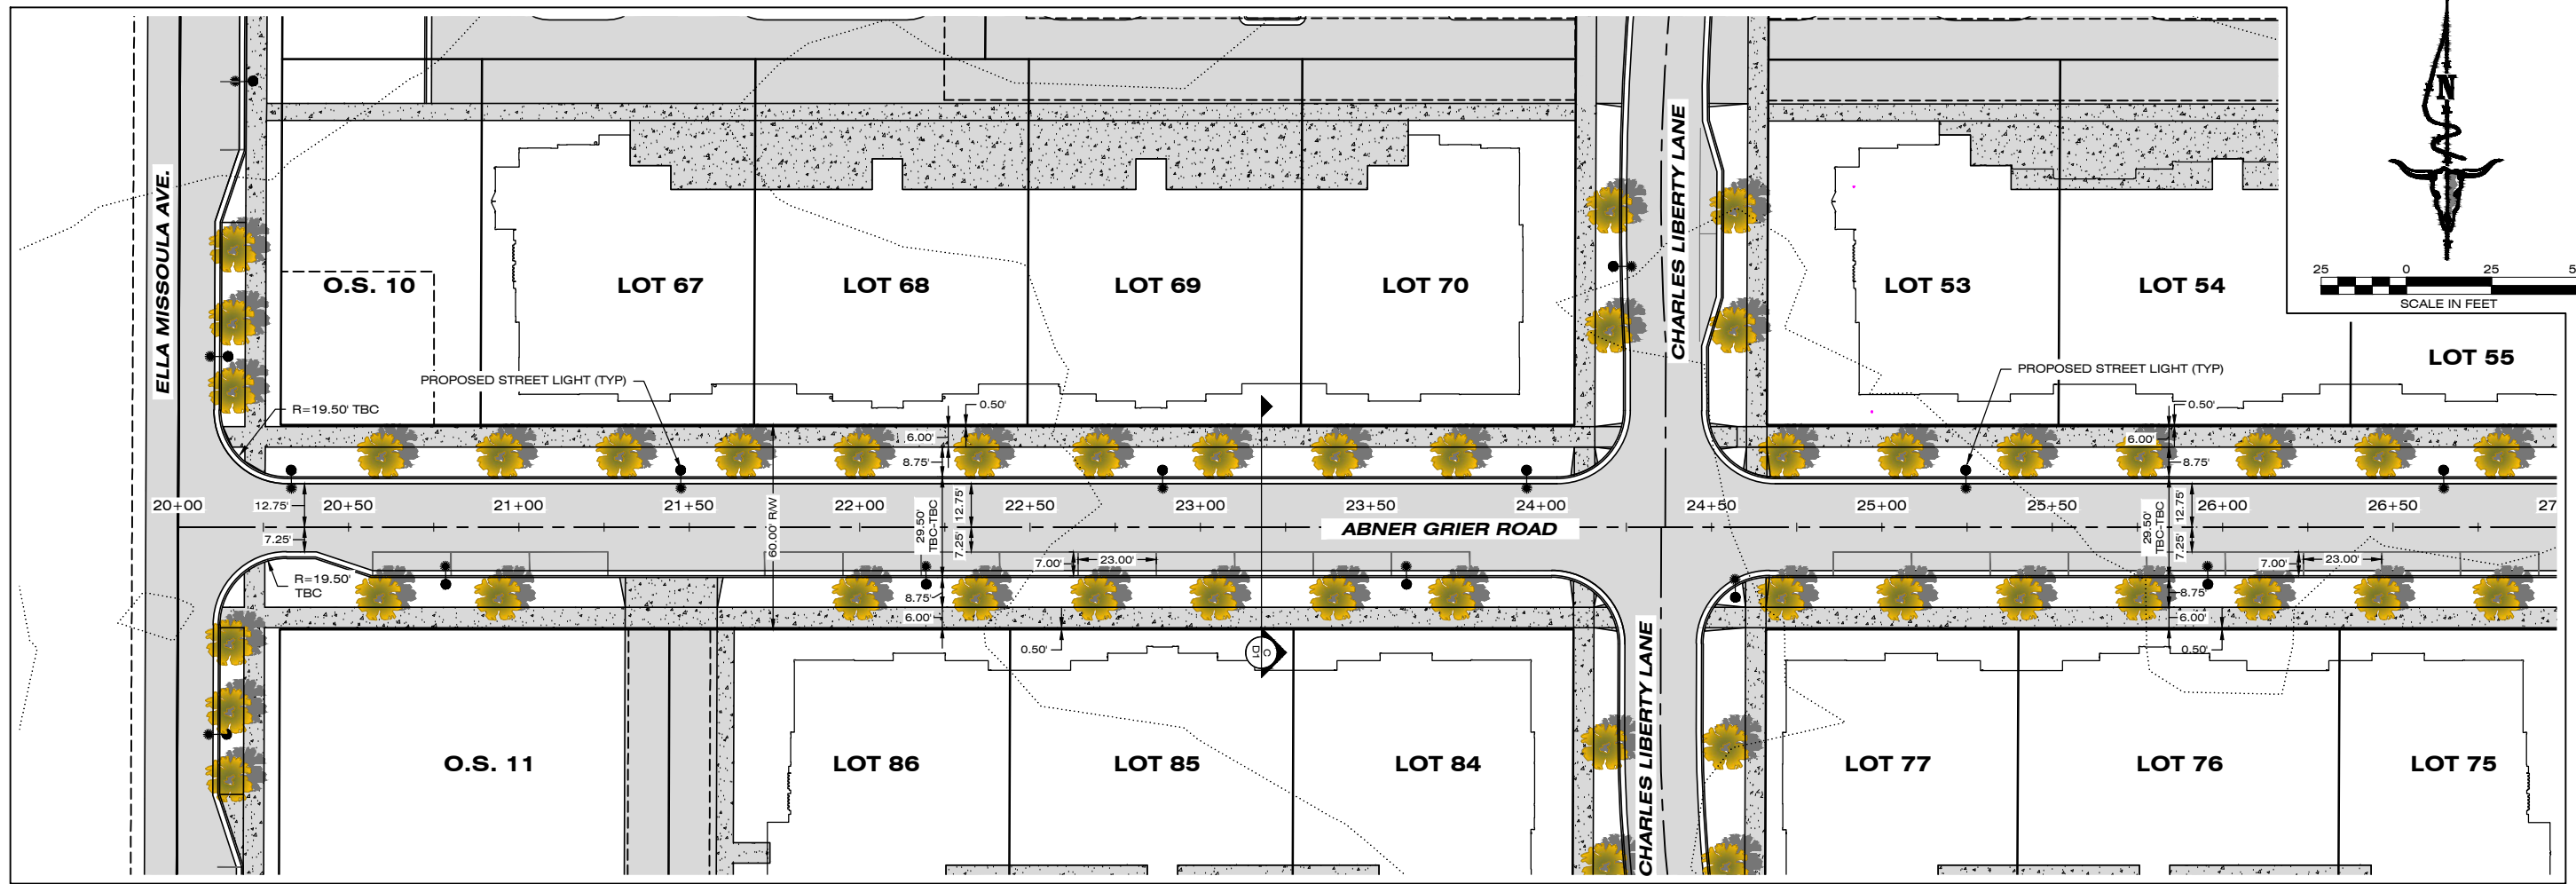 N
25 0 25 5
SCALE IN FEET
ELLA MISSOULA AVE.
O.S. 10
LOT 67
LOT 68
LOT 69
LOT 70
CHARLES LIBERTY LANE
LOT 53
LOT 54
LOT 55
PROPOSED STREET LIGHT (TYP)
PROPOSED STREET LIGHT (TYP)
R=19.50' TBC
0.50'
6.00'
8.75'
0.50'
6.00'
8.75'
20+00
20+50
21+00
21+50
22+00
22+50
23+00
23+50
24+00
24+50
25+00
25+50
26+00
26+50
27
12.75'
7.25'
60.00' R/W
29.50'
TBC-TBC
12.75'
7.25'
ABNER GRIER ROAD
29.50'
TBC-TBC
12.75'
7.25'
7.00'
23.00'
7.00'
23.00'
R=19.50'
TBC
8.75'
6.00'
0.50'
8.75'
6.00'
0.50'
C
D1
O.S. 11
LOT 86
LOT 85
LOT 84
CHARLES LIBERTY LANE
LOT 77
LOT 76
LOT 75